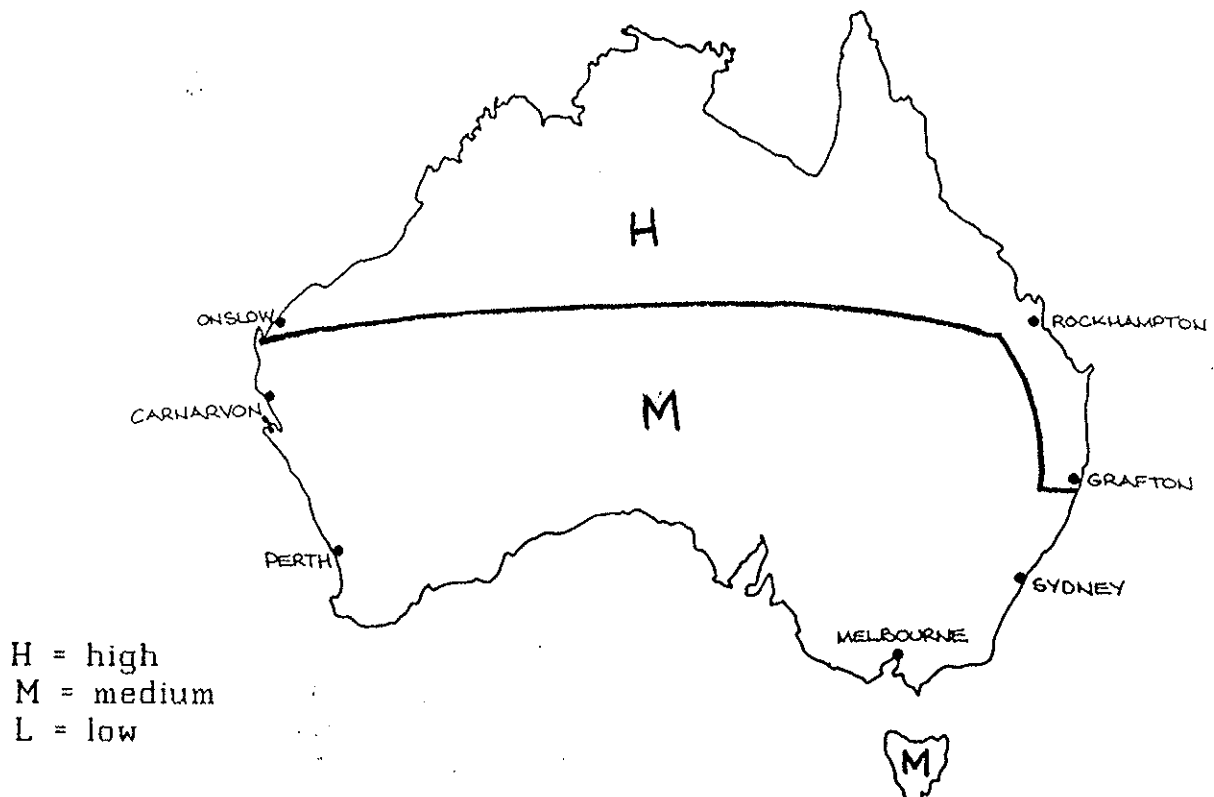 H
ONSLOW
ROCKHAMPTON
CARNARVON
M
GRAFTON
PERTH
SYDNEY
MELBOURNE
H = high
M = medium
L = low
M